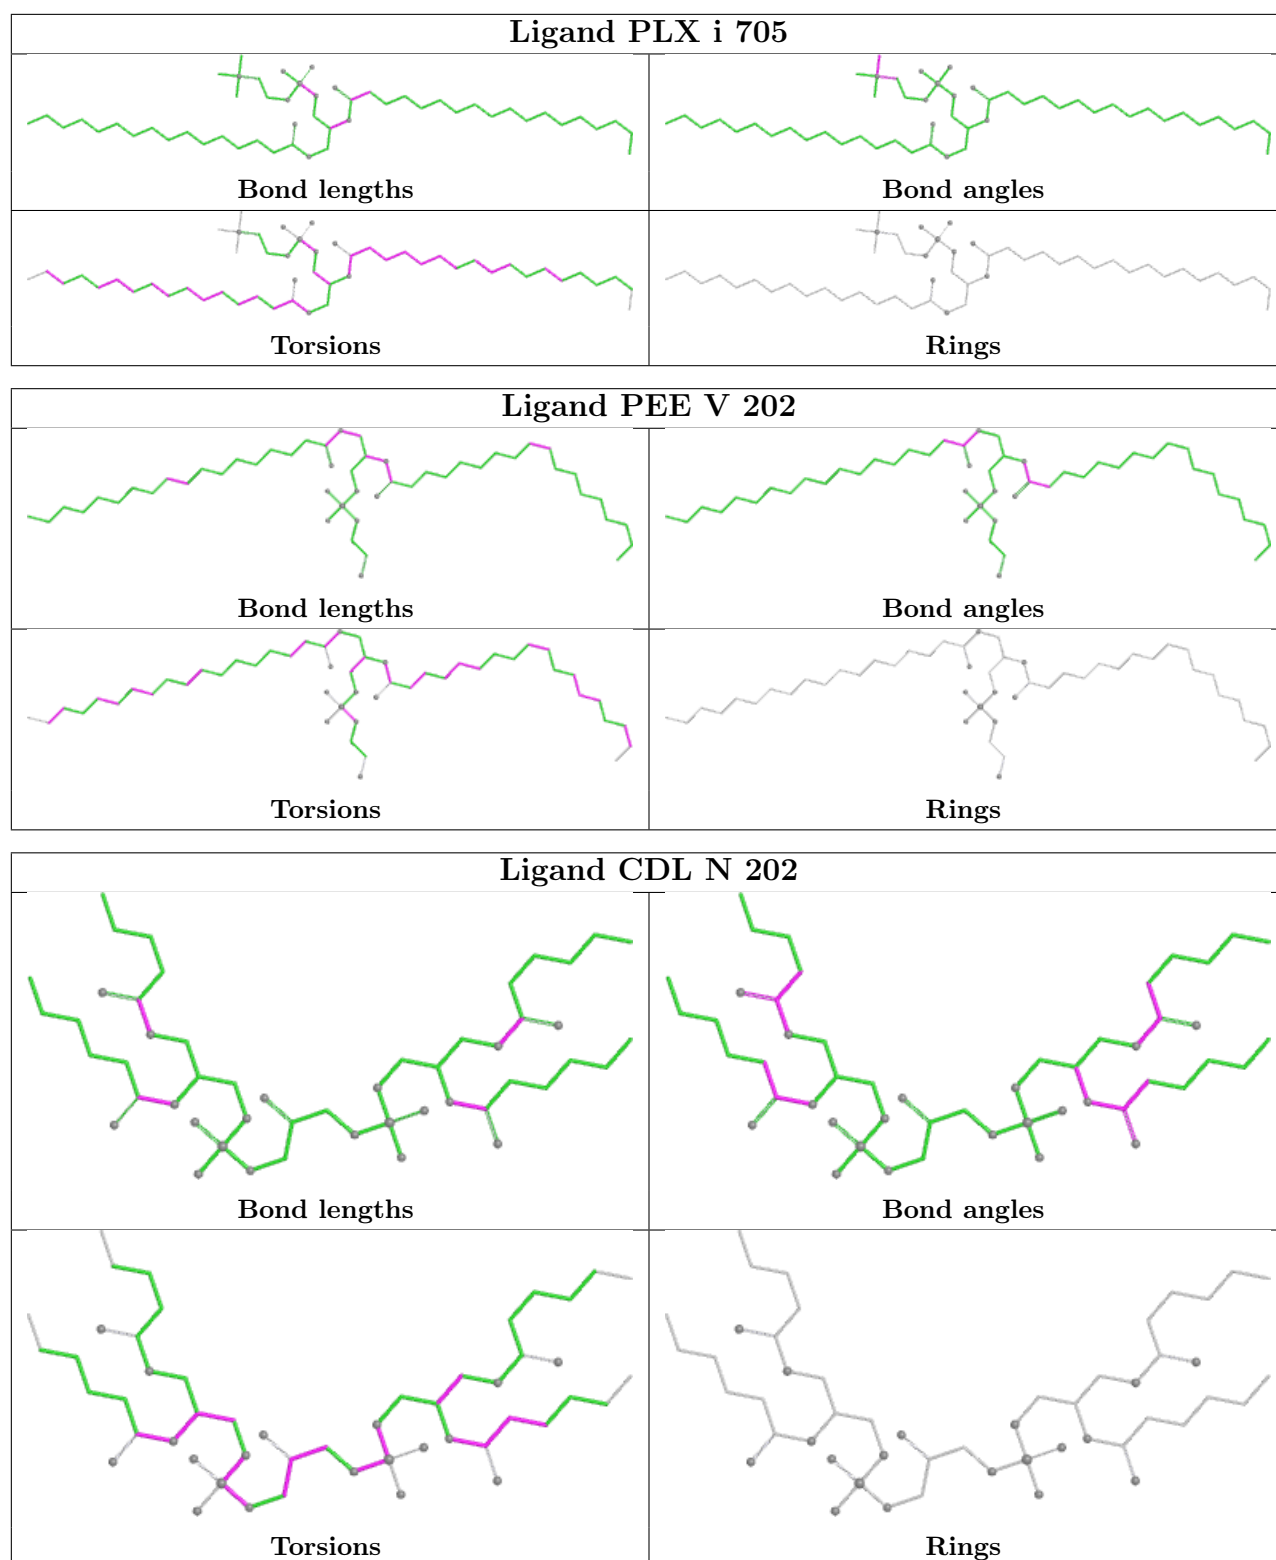 Ligand PLX i 705
Bond lengths
Bond angles
Torsions
Rings
Ligand PEE V 202
Bond lengths
Bond angles
Torsions
Rings
Ligand CDL N 202
Bond lengths
Bond angles
Torsions
Rings